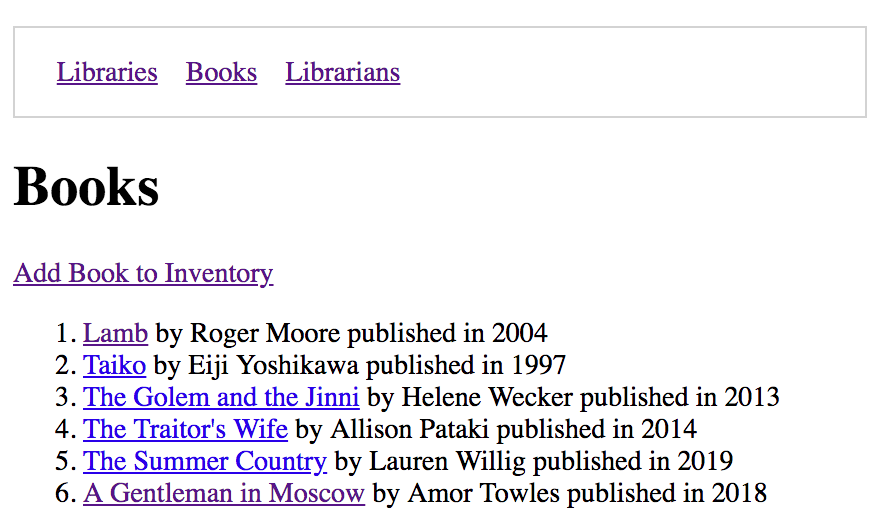 Libraries Books Librarians
Books
Add Book to Inventory
1. Lamb by Roger Moore published in 2004
2. Taiko by Eiji Yoshikawa published in 1997
3. The Golem and the Jinni by Helene Wecker published in 2013
4. The Traitor's Wife by Allison Pataki published in 2014
5. The Summer Country by Lauren Willig published in 2019
6. A Gentleman in Moscow by Amor Towles published in 2018